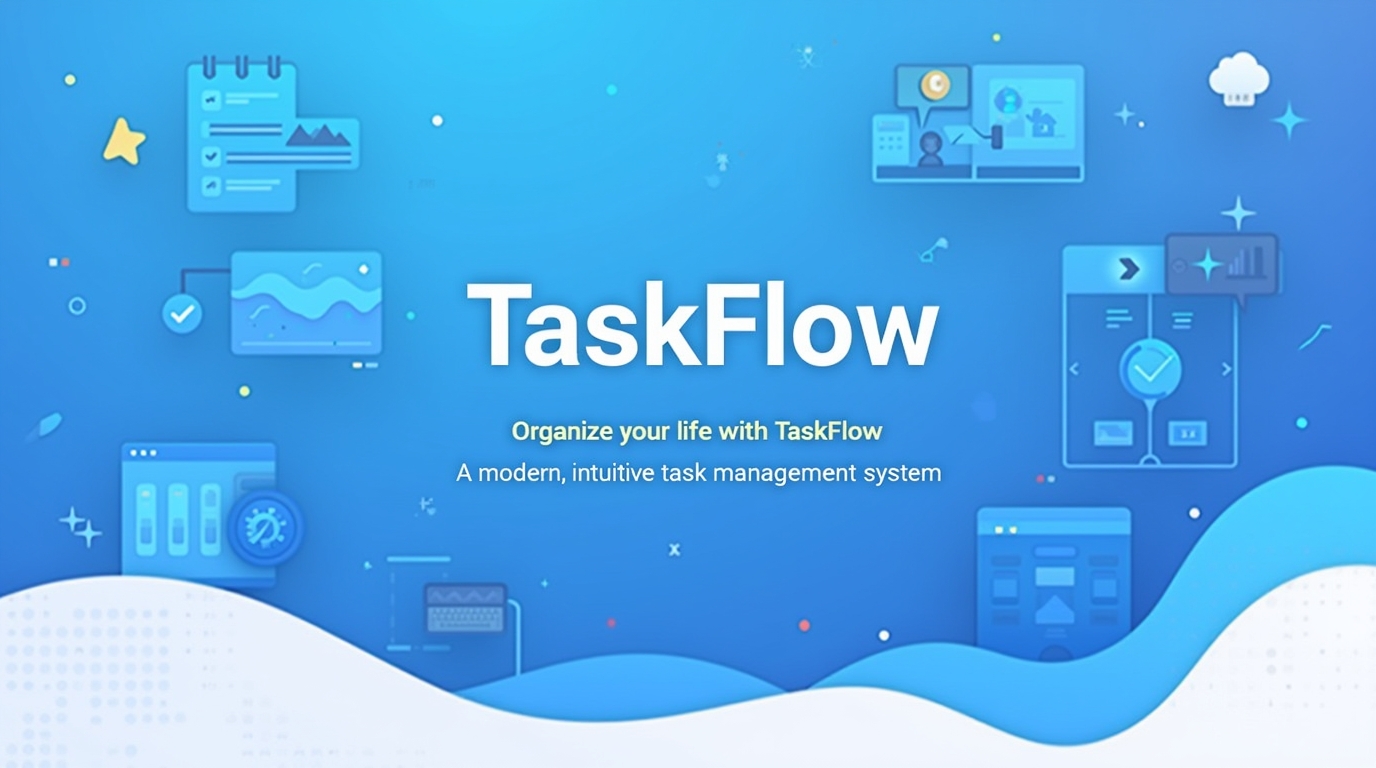 TaskFlow
Organize your life with TaskFlow
A modern, intuitive task management system